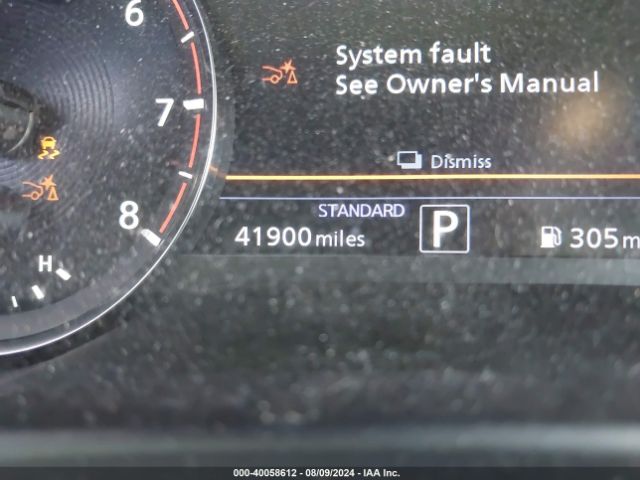 6
System fault
See Owner's Manual
7
Dismiss
8
STANDARD
41900 miles
P
305 m
H
000-40058612 - 08/09/2024 - IAA Inc.